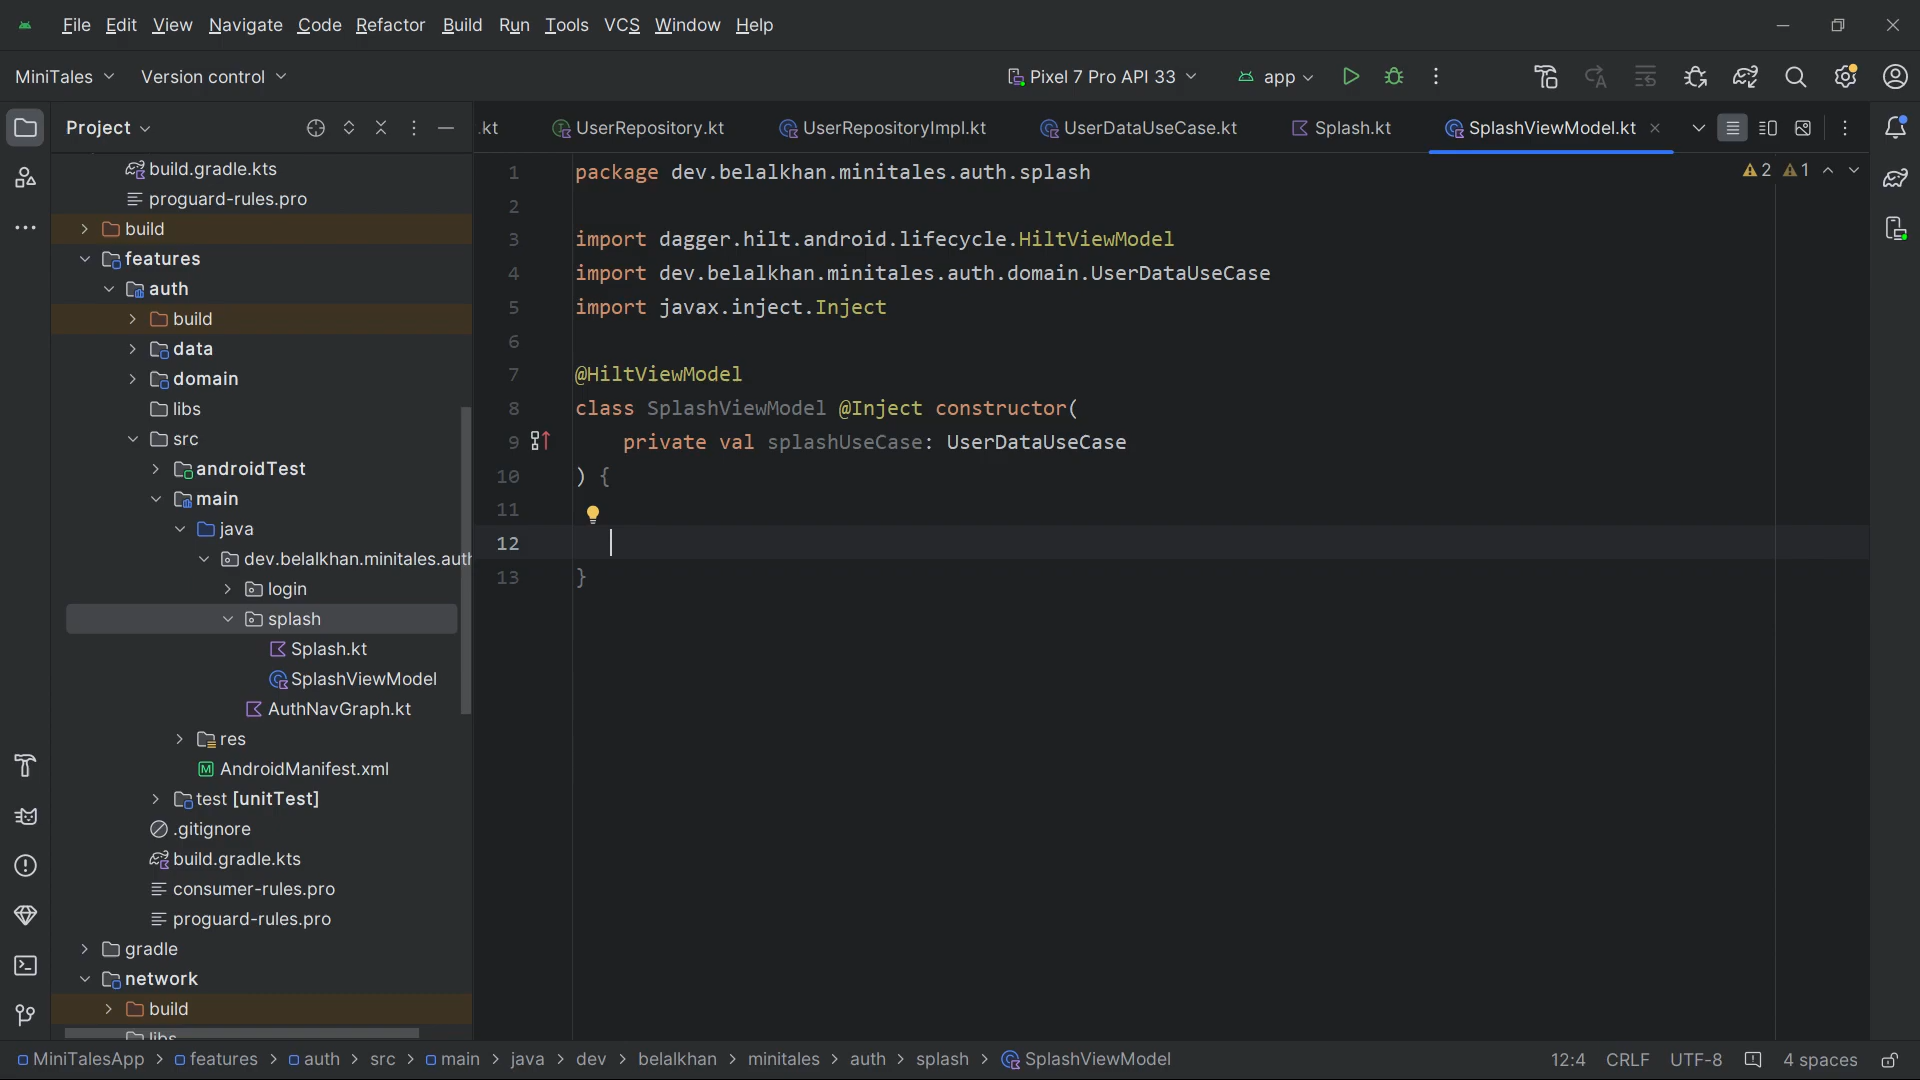 File Edit View Navigate Code Refactor Build Run Tools VCS Window Help
MiniTales Version control Pixel 7 Pro API 33 app
Project
.kt UserRepository.kt UserRepositoryImpl.kt UserDataUseCase.kt Splash.kt SplashViewModel.kt
build.gradle.kts
proguard-rules.pro
build
features
auth
build
data
domain
libs
src
androidTest
main
java
dev.belalkhan.minitales.auth
login
splash
Splash.kt
SplashViewModel
AuthNavGraph.kt
res
AndroidManifest.xml
test [unitTest]
.gitignore
build.gradle.kts
consumer-rules.pro
proguard-rules.pro
gradle
network
build
libs
2 1
1 package dev.belalkhan.minitales.auth.splash
2
3 import dagger.hilt.android.lifecycle.HiltViewModel
4 import dev.belalkhan.minitales.auth.domain.UserDataUseCase
5 import javax.inject.Inject
6
7 @HiltViewModel
8 class SplashViewModel @Inject constructor(
9 private val splashUseCase: UserDataUseCase
10 ) {
11
12
13 }
MiniTalesApp > features > auth > src > main > java > dev > belalkhan > minitales > auth > splash > SplashViewModel
12:4 CRLF UTF-8 4 spaces